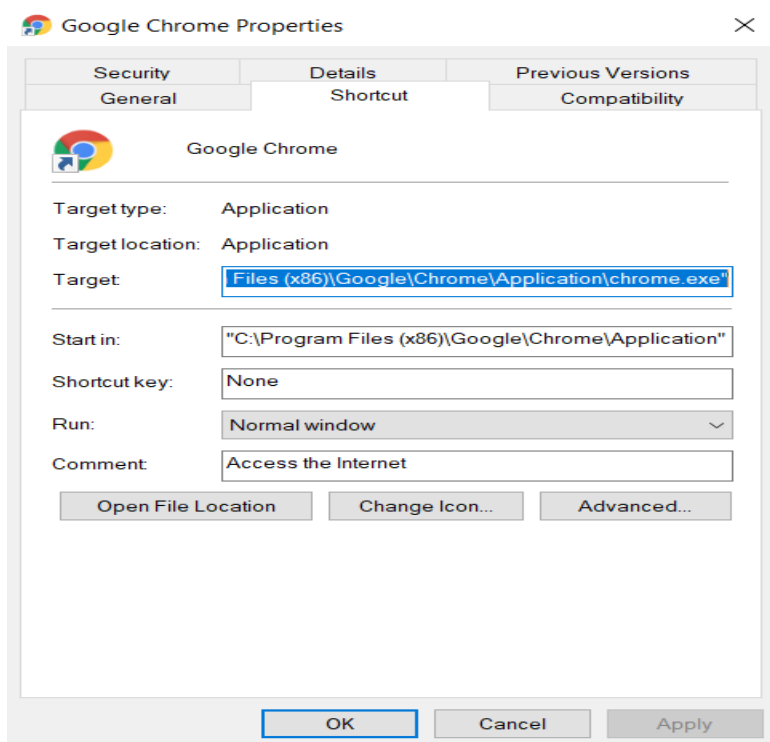 Google Chrome Properties
Security Details Previous Versions
General Shortcut Compatibility
Google Chrome
Target type: Application
Target location: Application
Target: Files (x86)\Google\Chrome\Application\chrome.exe"
Start in: "C:\Program Files (x86)\Google\Chrome\Application"
Shortcut key: None
Run: Normal window
Comment: Access the Internet
Open File Location Change Icon... Advanced...
OK Cancel Apply